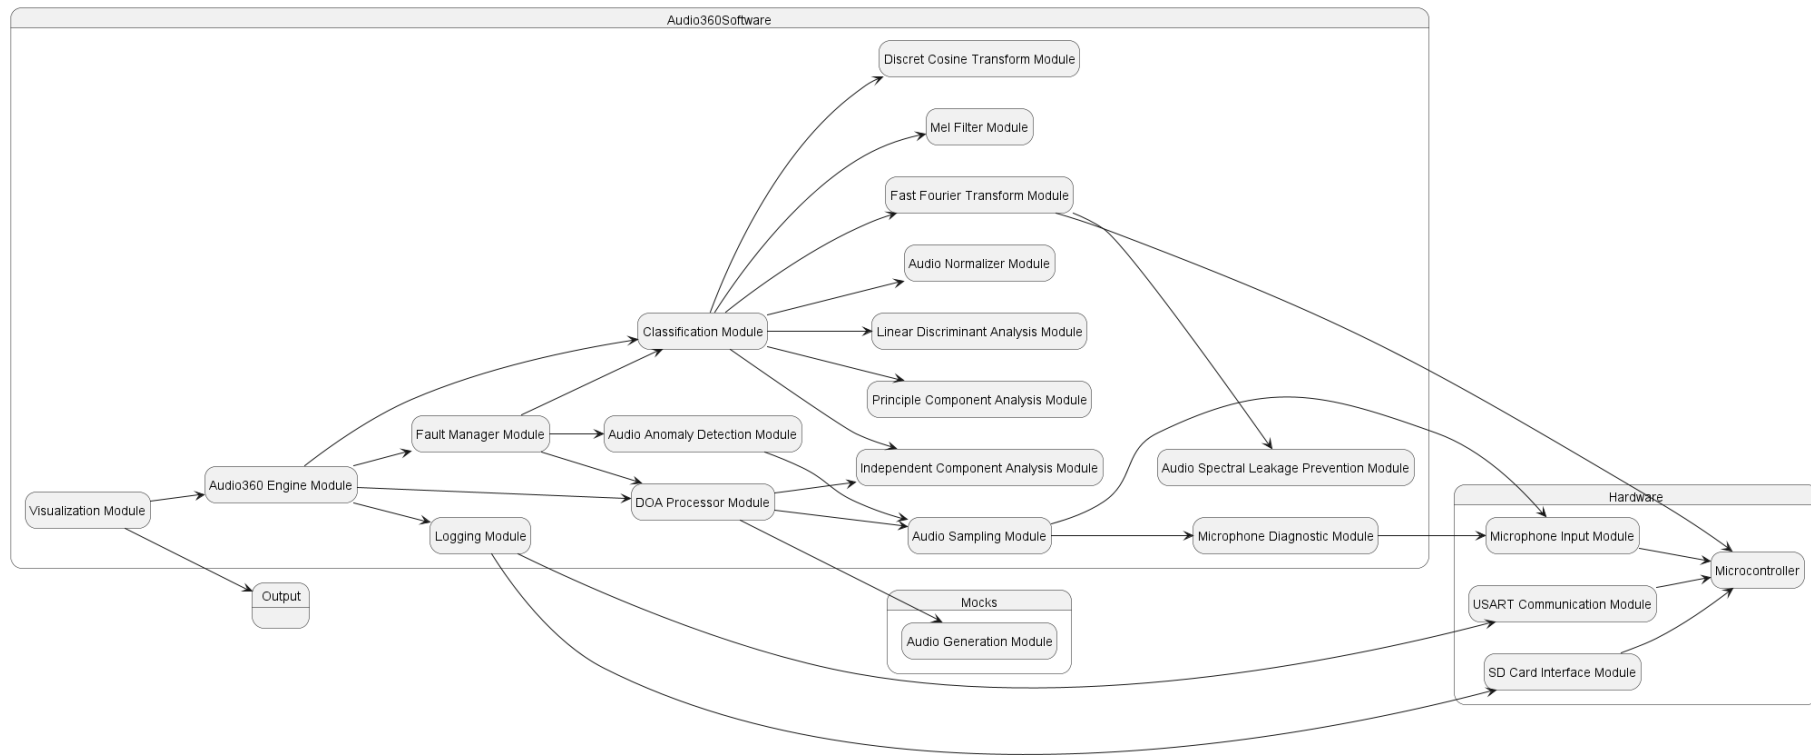 Audio360Software
Discret Cosine Transform Module
Mel Filter Module
Fast Fourier Transform Module
Audio Normalizer Module
Classification Module
Linear Discriminant Analysis Module
Principle Component Analysis Module
Fault Manager Module
Audio Anomaly Detection Module
Independent Component Analysis Module
Audio Spectral Leakage Prevention Module
Audio360 Engine Module
Visualization Module
DOA Processor Module
Logging Module
Audio Sampling Module
Microphone Diagnostic Module
Hardware
Microphone Input Module
Microcontroller
USART Communication Module
SD Card Interface Module
Output
Mocks
Audio Generation Module